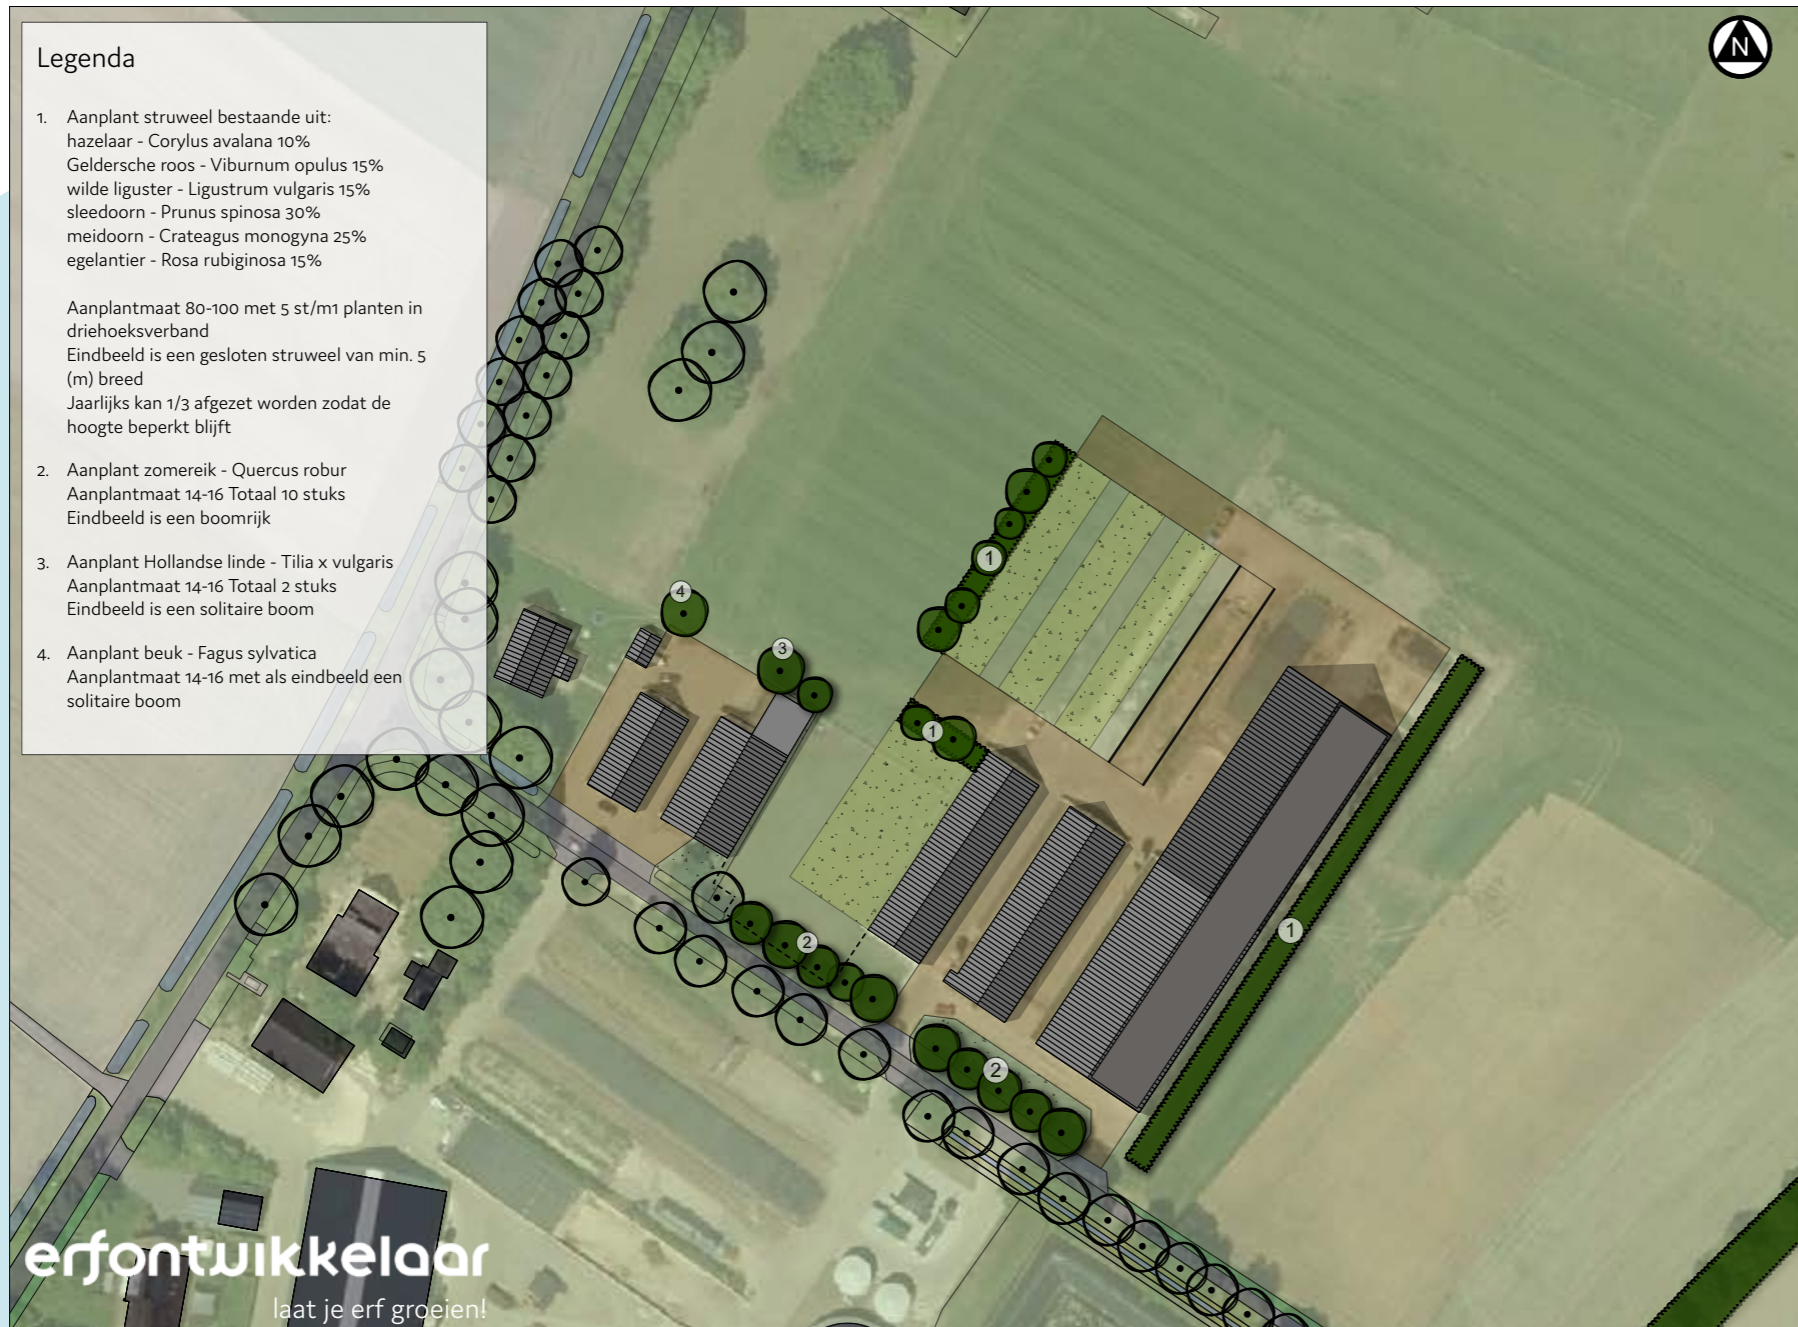 Legenda
1. Aanplant struweel bestaande uit:
hazelaar - Corylus avalana 10%
Geldersche roos - Viburnum opulus 15%
wilde liguster - Ligustrum vulgaris 15%
sleedoorn - Prunus spinosa 30%
meidoorn - Crateagus monogyna 25%
egelantier - Rosa rubiginosa 15%
Aanplantmaat 80-100 met 5 st/m1 planten in
driehoeksverband
Eindbeeld is een gesloten struweel van min. 5
(m) breed
Jaarlijks kan 1/3 afgezet worden zodat de
hoogte beperkt blijft
2. Aanplant zomereik - Quercus robur
Aanplantmaat 14-16 Totaal 10 stuks
Eindbeeld is een boomrijk
3. Aanplant Hollandse linde - Tilia x vulgaris
Aanplantmaat 14-16 Totaal 2 stuks
Eindbeeld is een solitaire boom
4. Aanplant beuk - Fagus sylvatica
Aanplantmaat 14-16 met als eindbeeld een
solitaire boom
N
1
4
3
1
1
2
2
erfontwikkelaar
laat je erf groeien!